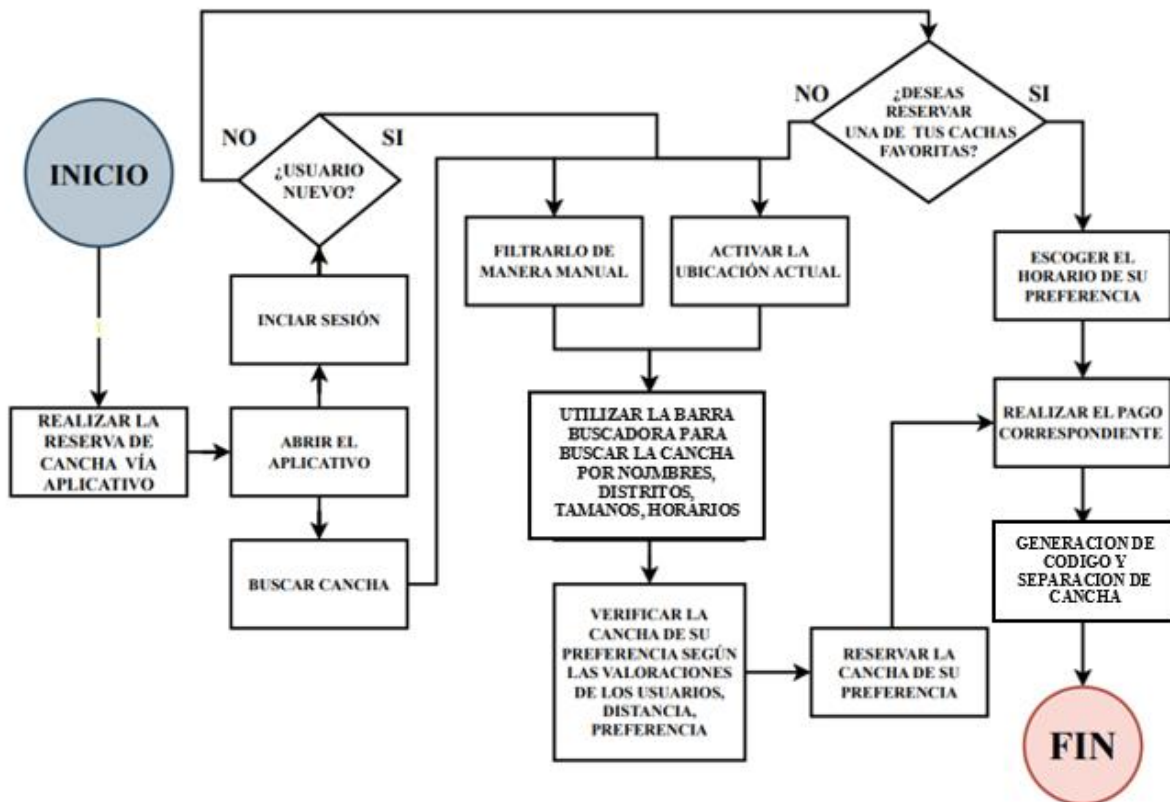 INICIO
REALIZAR LA
RESERVA DE
CANCHA VÍA
APLICATIVO
ABRIR EL
APLICATIVO
INCIAR SESIÓN
¿USUARIO
NUEVO?
NO
SI
BUSCAR CANCHA
¿DESEAS
RESERVAR
UNA DE TUS CACHAS
FAVORITAS?
NO
SI
FILTRARLO DE
MANERA MANUAL
ACTIVAR LA
UBICACIÓN ACTUAL
UTILIZAR LA BARRA
BUSCADORA PARA
BUSCAR LA CANCHA
POR NOJMBRES,
DISTRITOS,
TAMANOS, HORARIOS
VERIFICAR LA
CANCHA DE SU
PREFERENCIA SEGÚN
LAS VALORACIONES
DE LOS USUARIOS,
DISTANCIA,
PREFERENCIA
RESERVAR LA
CANCHA DE SU
PREFERENCIA
ESCOGER EL
HORARIO DE SU
PREFERENCIA
REALIZAR EL PAGO
CORRESPONDIENTE
GENERACION DE
CODIGO Y
SEPARACION DE
CANCHA
FIN